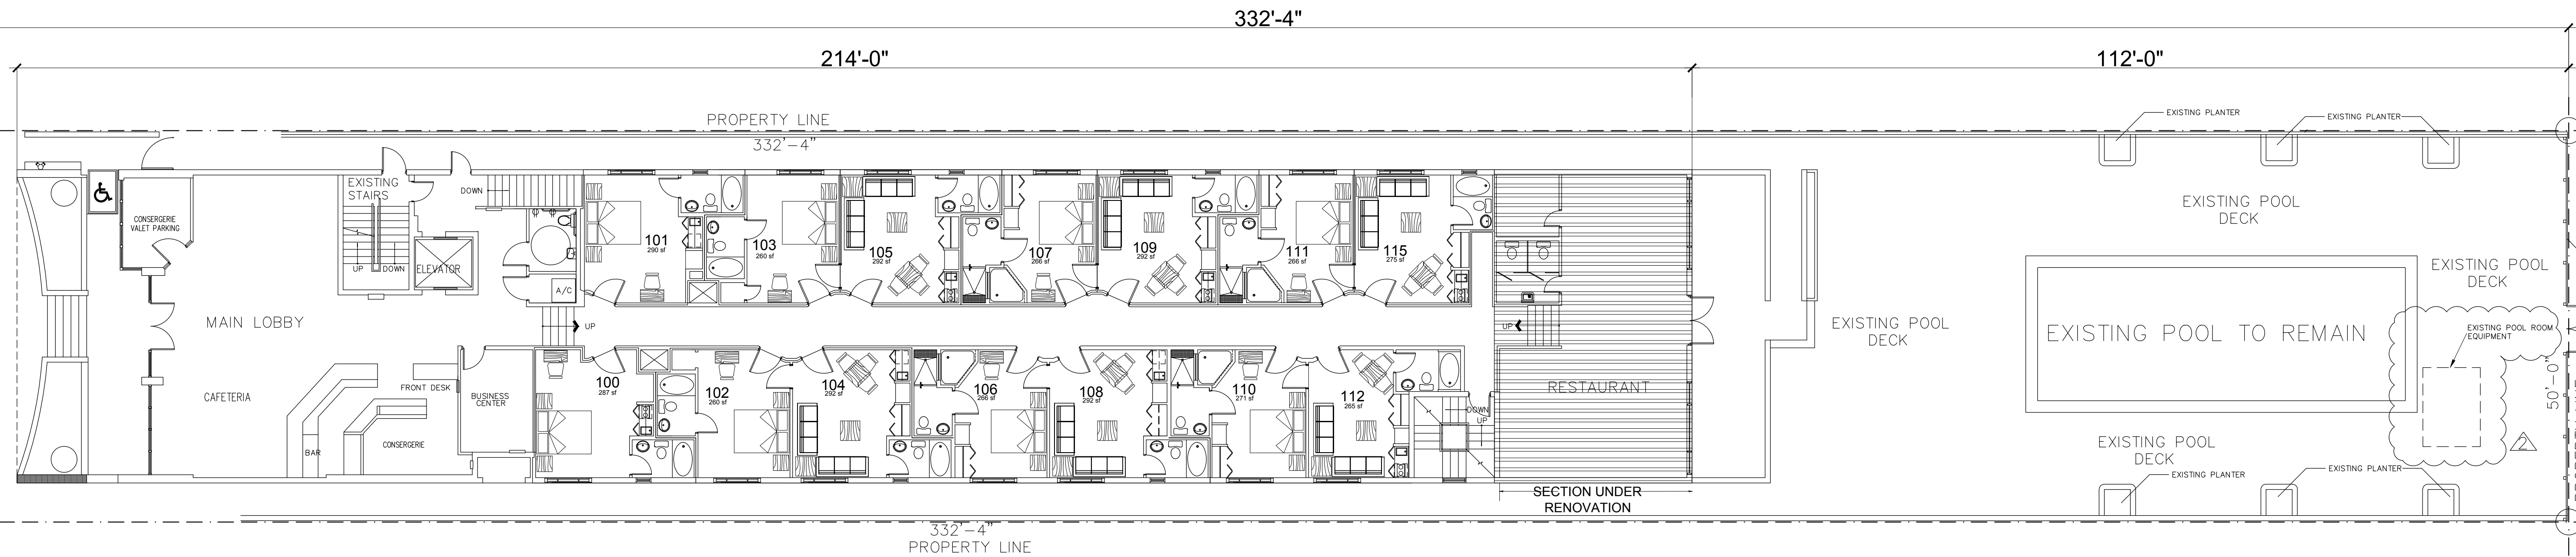 332'-4"
214'-0"
112'-0"
EXISTING PLANTER
EXISTING PLANTER
PROPERTY LINE
332'-4"
EXISTING
STAIRS
DOWN
CONSERGERIE
VALET PARKING
UP
DOWN
ELEVATOR
A/C
101
290 sf
103
260 sf
105
292 sf
107
266 sf
109
292 sf
111
266 sf
115
275 sf
EXISTING POOL
DECK
EXISTING POOL
DECK
MAIN LOBBY
UP
UP
EXISTING POOL
DECK
EXISTING POOL TO REMAIN
EXISTING POOL ROOM
EQUIPMENT
50'-0"
CAFETERIA
FRONT DESK
BUSINESS
CENTER
BAR
CONSERGERIE
100
287 sf
102
260 sf
104
292 sf
106
266 sf
108
292 sf
110
271 sf
112
265 sf
DOWN
UP
RESTAURANT
EXISTING POOL
DECK
2
EXISTING PLANTER
EXISTING PLANTER
SECTION UNDER
RENOVATION
332'-4"
PROPERTY LINE